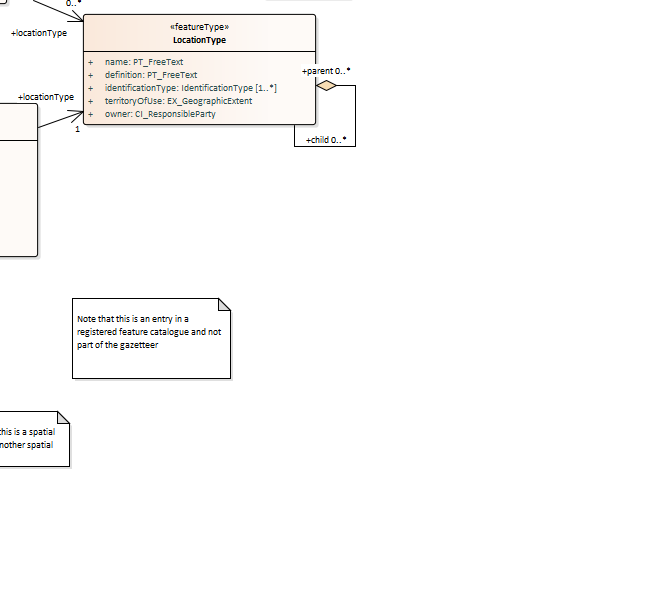 0..*
+locationType
«featureType»
LocationType
+ name: PT_FreeText
+ definition: PT_FreeText
+ identificationType: IdentificationType [1..*]
+ territoryOfUse: EX_GeographicExtent
+ owner: CI_ResponsibleParty
+parent 0..*
+child 0..*
+locationType
1
Note that this is an entry in a
registered feature catalogue and not
part of the gazetteer
this is a spatial
nother spatial